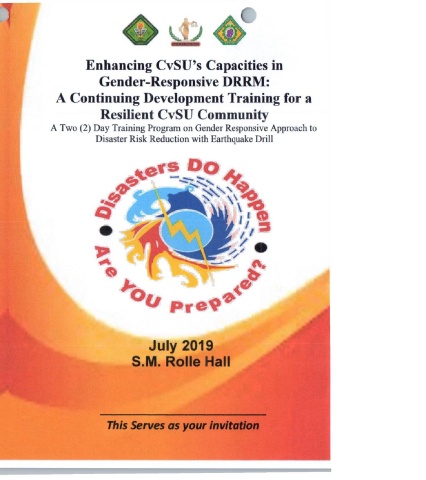 Enhancing CvSU's Capacities in
Gender-Responsive DRRM:
A Continuing Development Training for a
Resilient CvSU Community
A Two (2) Day Training Program on Gender Responsive Approach to
Disaster Risk Reduction with Earthquake Drill
Disasters DO Happen
Are YOU Prepared?
July 2019
S.M. Rolle Hall
This Serves as your invitation